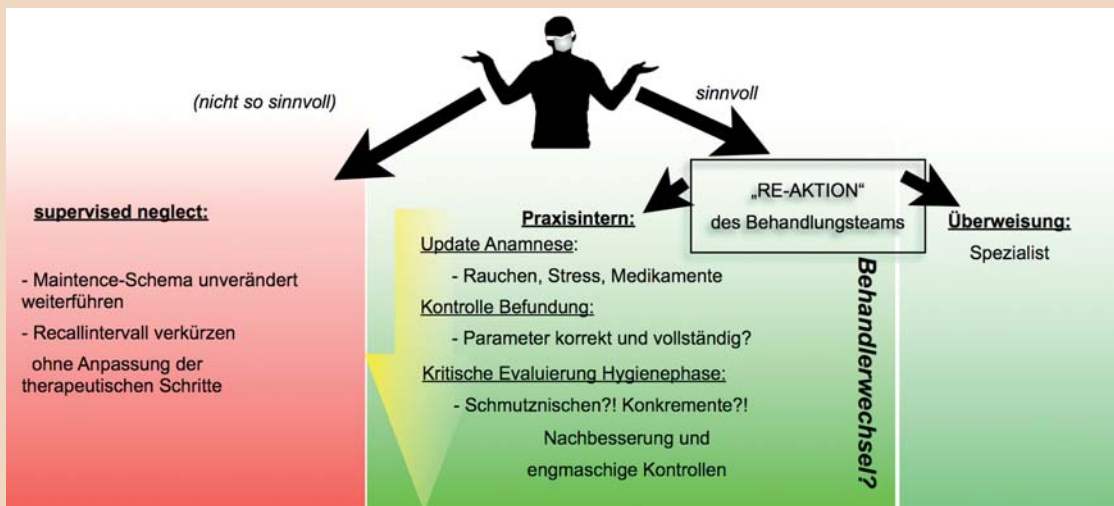 (nicht so sinnvoll)
sinnvoll
supervised neglect:
- Maintence-Schema unverändert
weiterführen
- Recallintervall verkürzen
ohne Anpassung der
therapeutischen Schritte
„RE-AKTION“
des Behandlungsteams
Praxisintern:
Update Anamnese:
- Rauchen, Stress, Medikamente
Kontrolle Befundung:
- Parameter korrekt und vollständig?
Kritische Evaluierung Hygienephase:
- Schmutznischen?! Konkremente?!
Nachbesserung und
engmaschige Kontrollen
Behandlerwechsel?
Überweisung:
Spezialist